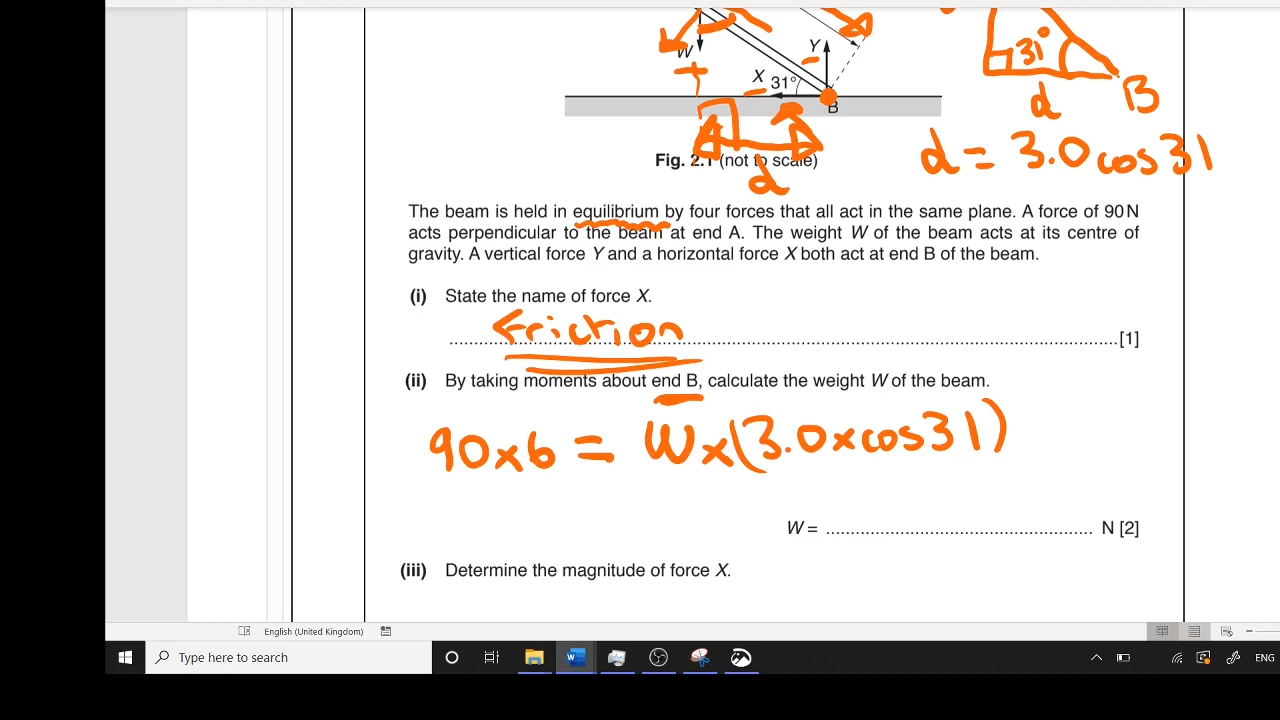 W
Y
+
X 31°
B
31°
d
B
d = 3.0 cos 31
Fig. 2.1 (not to scale)
d
The beam is held in equilibrium by four forces that all act in the same plane. A force of 90 N
acts perpendicular to the beam at end A. The weight W of the beam acts at its centre of
gravity. A vertical force Y and a horizontal force X both act at end B of the beam.
(i) State the name of force X.
Friction
[1]
(ii) By taking moments about end B, calculate the weight W of the beam.
90 x 6 = W x (3.0 x cos 31)
W = .......................................................... N [2]
(iii) Determine the magnitude of force X.
English (United Kingdom)
Type here to search
ENG